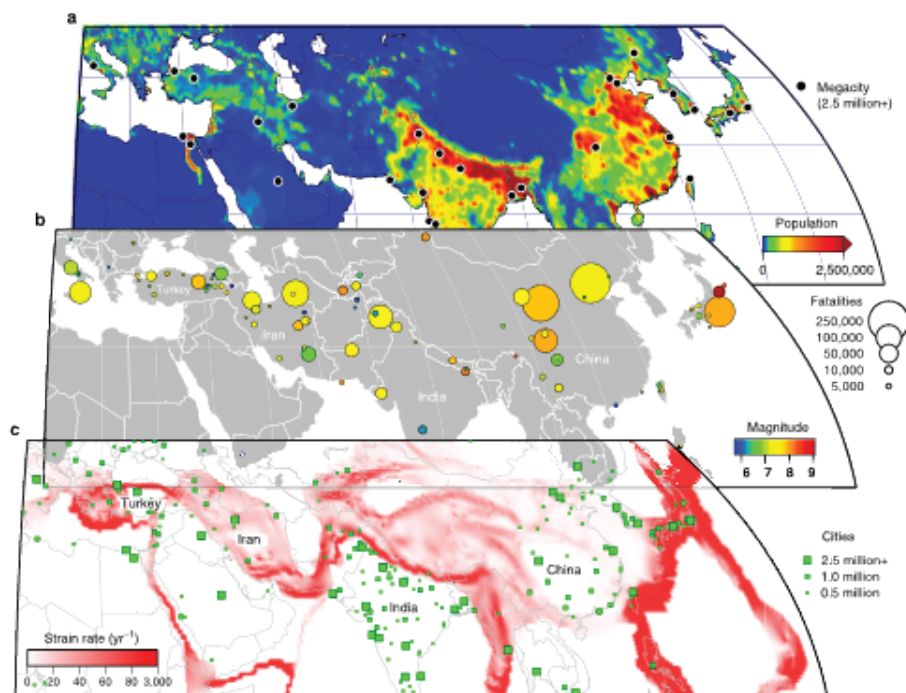 a
Megacity
(2.5 million+)
Population
0
2,500,000
b
Turkey
Iran
China
India
Fatalities
250,000
100,000
50,000
10,000
5,000
Magnitude
6 7 8 9
c
Turkey
Iran
China
India
Cities
2.5 million+
1.0 million
0.5 million
Strain rate (yr⁻¹)
0 20 40 60 80 3,000